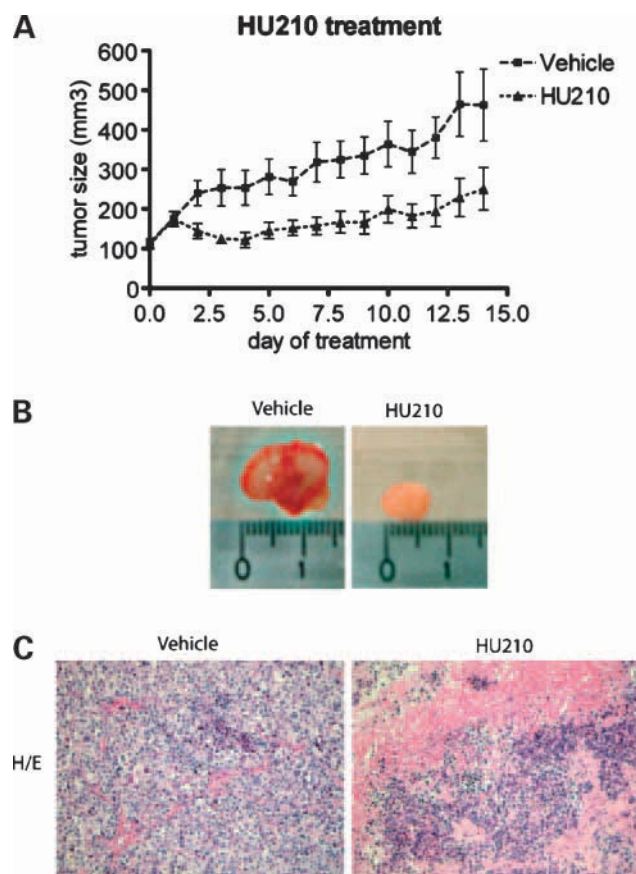 A
HU210 treatment
tumor size (mm3)
600
500
400
300
200
100
0
0.0 2.5 5.0 7.5 10.0 12.5 15.0
day of treatment
Vehicle
HU210
B
Vehicle HU210
0 1 0 1
C
Vehicle HU210
H/E